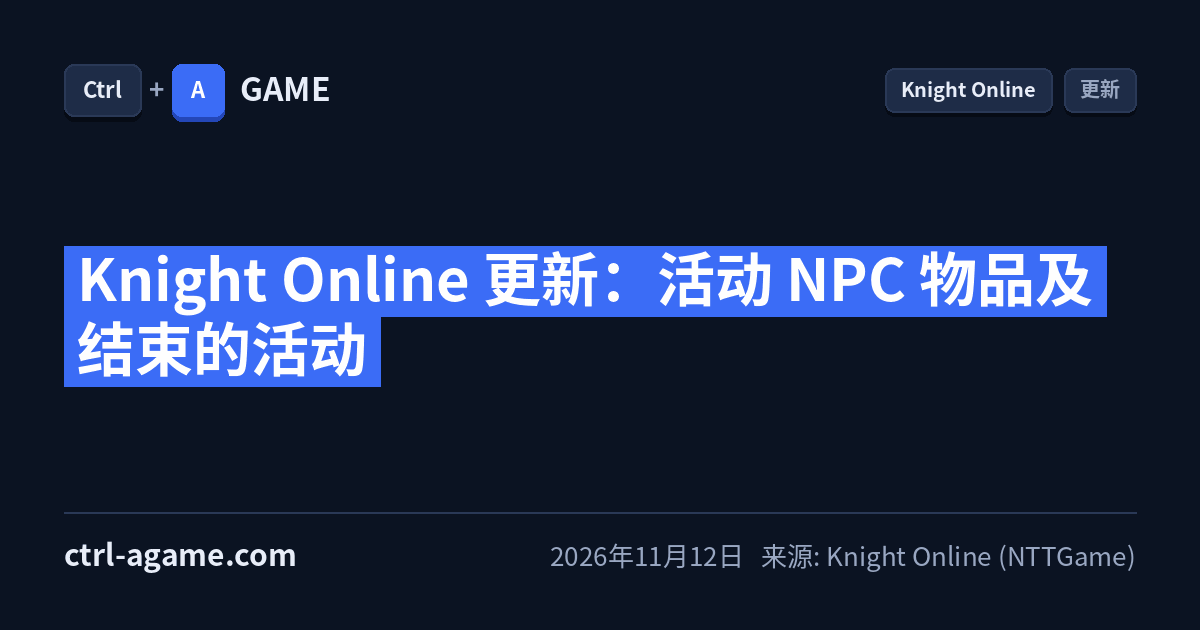 Ctrl + A GAME
Knight Online 更新
Knight Online 更新：活动 NPC 物品及
结束的活动
ctrl-agame.com
2026年11月12日 来源: Knight Online (NTTGame)